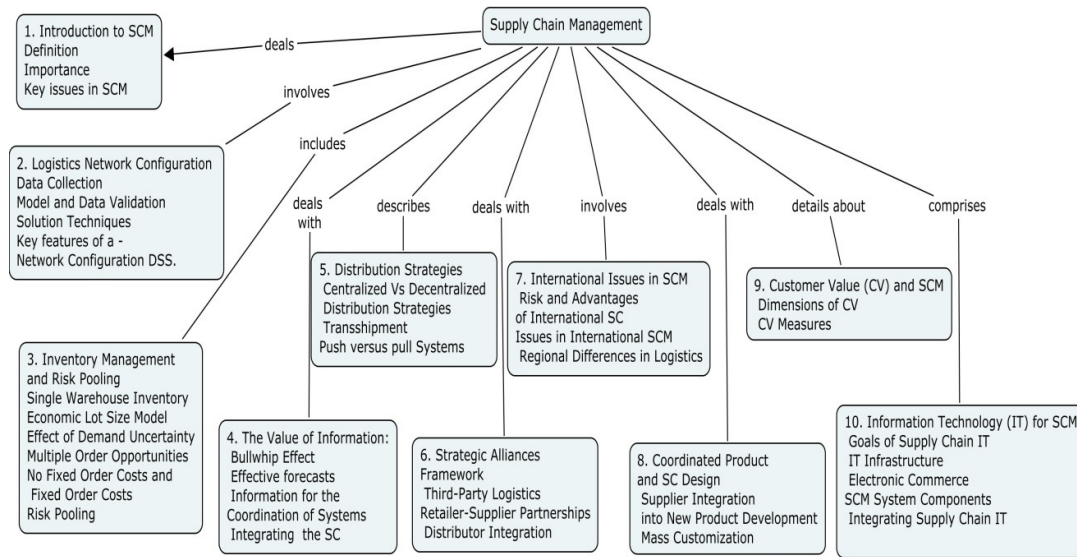 Supply Chain Management
deals
1. Introduction to SCM
Definition
Importance
Key issues in SCM
involves
2. Logistics Network Configuration
Data Collection
Model and Data Validation
Solution Techniques
Key features of a -
Network Configuration DSS.
includes
3. Inventory Management
and Risk Pooling
Single Warehouse Inventory
Economic Lot Size Model
Effect of Demand Uncertainty
Multiple Order Opportunities
No Fixed Order Costs and
Fixed Order Costs
Risk Pooling
deals
with
4. The Value of Information:
Bullwhip Effect
Effective forecasts
Information for the
Coordination of Systems
Integrating the SC
describes
5. Distribution Strategies
Centralized Vs Decentralized
Distribution Strategies
Transshipment
Push versus pull Systems
deals with
6. Strategic Alliances
Framework
Third-Party Logistics
Retailer-Supplier Partnerships
Distributor Integration
involves
7. International Issues in SCM
Risk and Advantages
of International SC
Issues in International SCM
Regional Differences in Logistics
deals with
8. Coordinated Product
and SC Design
Supplier Integration
into New Product Development
Mass Customization
details about
9. Customer Value (CV) and SCM
Dimensions of CV
CV Measures
comprises
10. Information Technology (IT) for SCM
Goals of Supply Chain IT
IT Infrastructure
Electronic Commerce
SCM System Components
Integrating Supply Chain IT